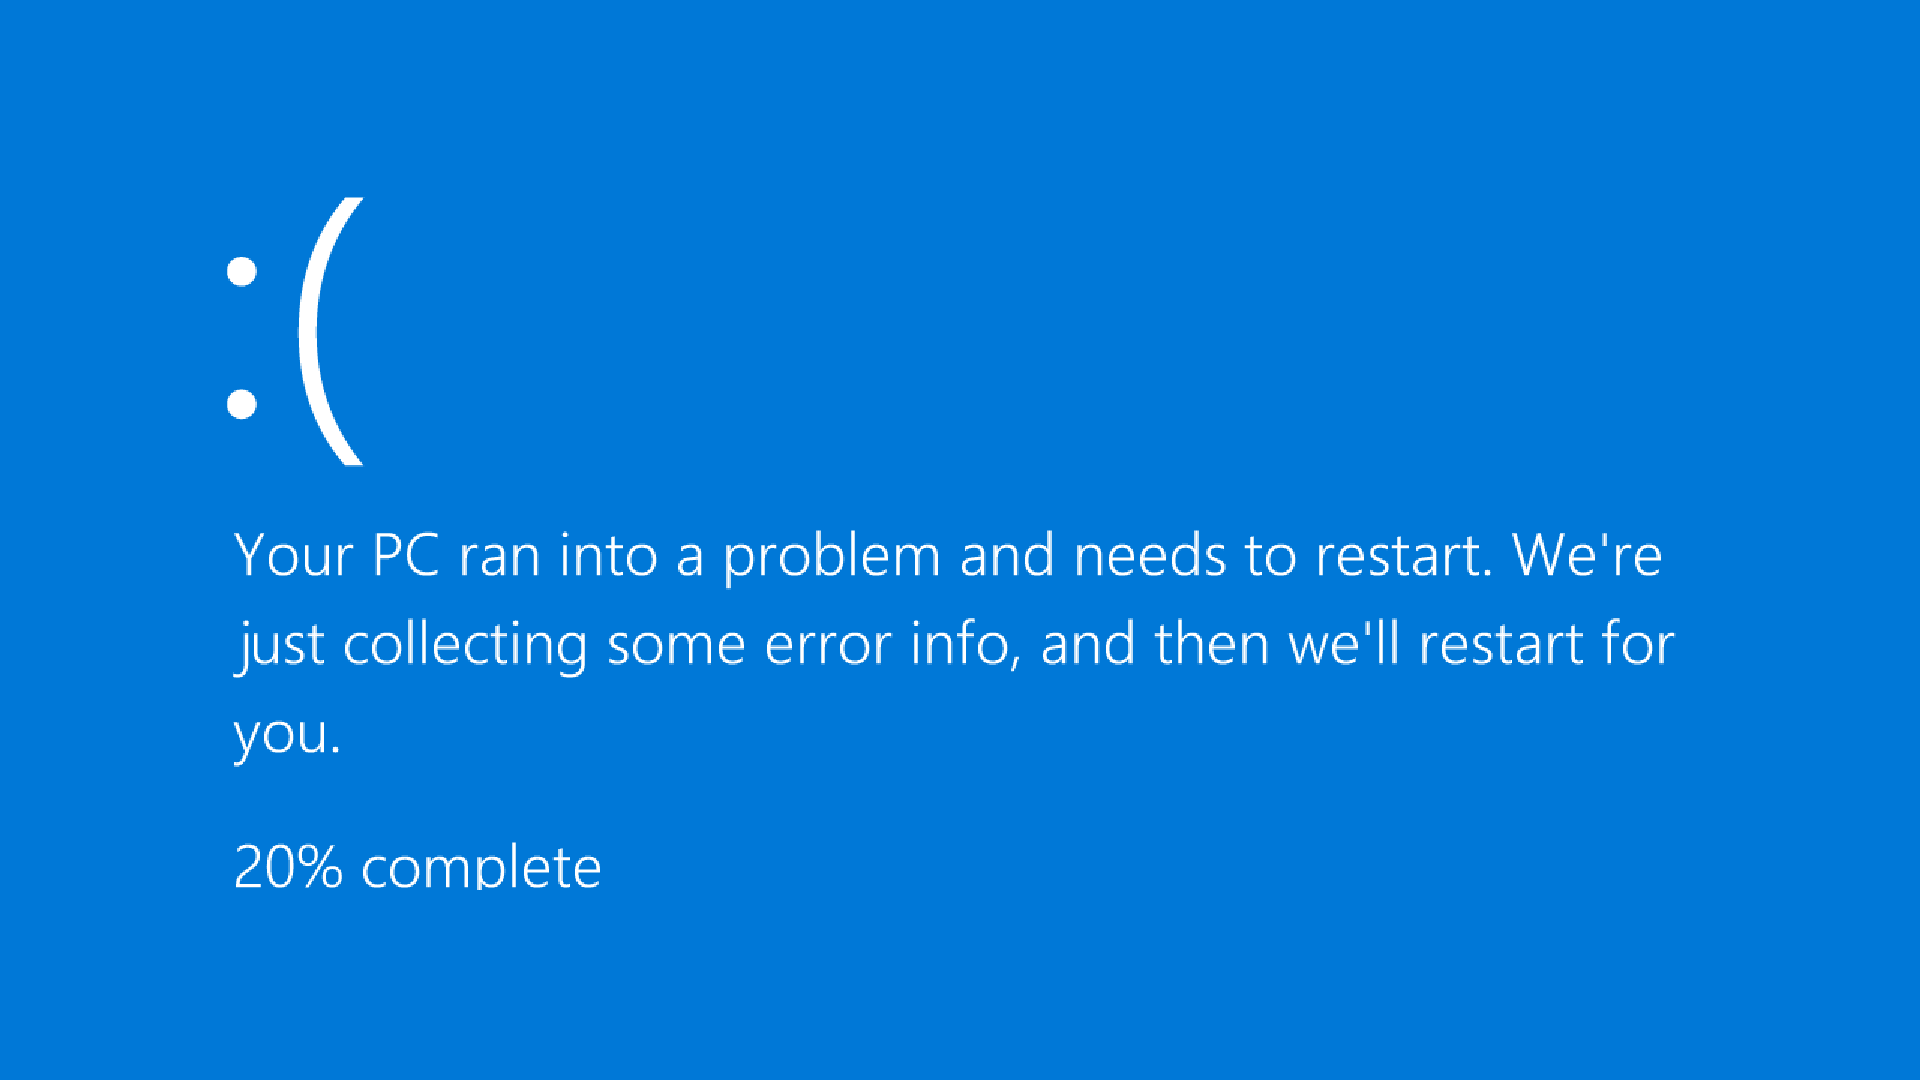 :(
Your PC ran into a problem and needs to restart. We're
just collecting some error info, and then we'll restart for
you.
20% complete